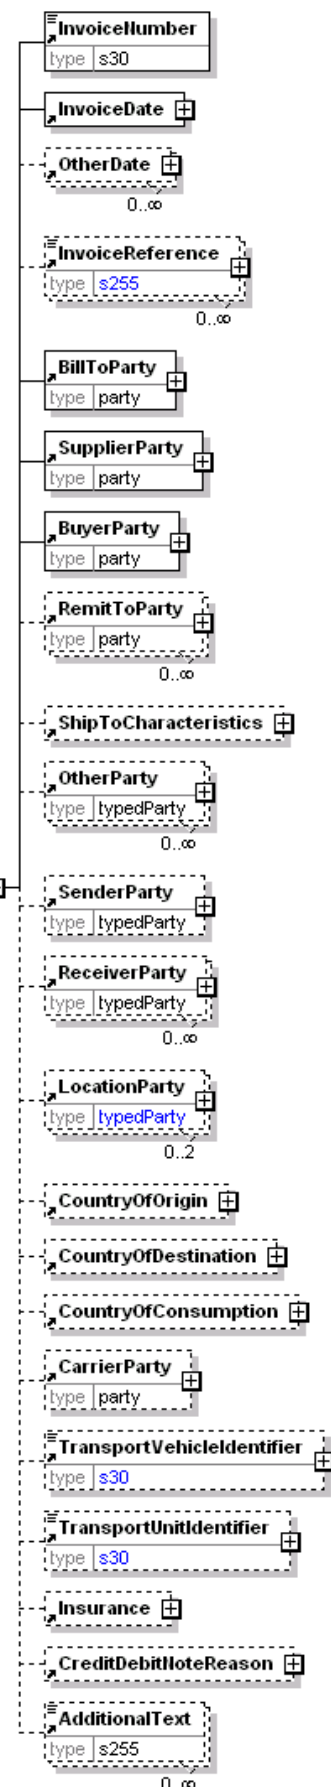 InvoiceNumber
type s30
InvoiceDate
OtherDate
0..∞
InvoiceReference
type s255
0..∞
BillToParty
type party
SupplierParty
type party
BuyerParty
type party
RemitToParty
type party
0..∞
ShipToCharacteristics
OtherParty
type typedParty
0..∞
SenderParty
type typedParty
ReceiverParty
type typedParty
0..∞
LocationParty
type typedParty
0..2
CountryOfOrigin
CountryOfDestination
CountryOfConsumption
CarrierParty
type party
TransportVehicleIdentifier
type s30
TransportUnitIdentifier
type s30
Insurance
CreditDebitNoteReason
AdditionalText
type s255
0..∞